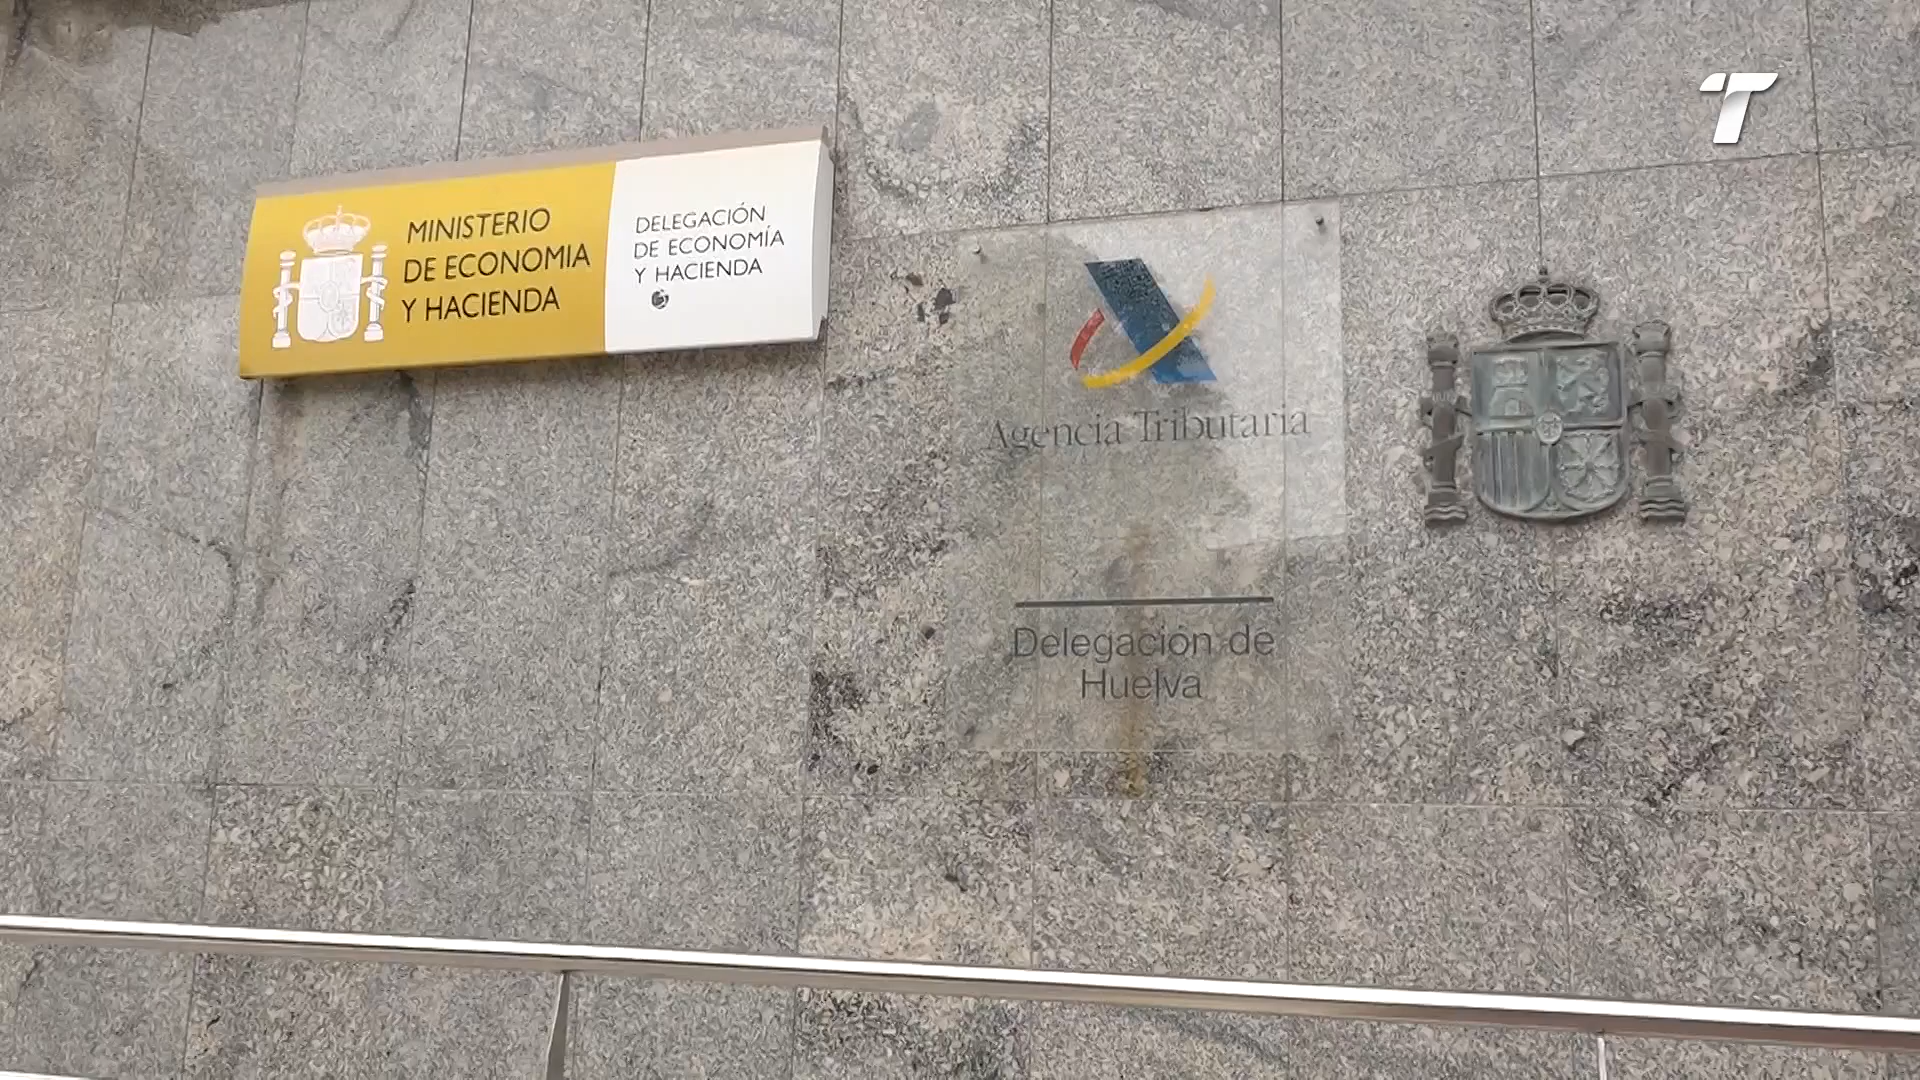 MINISTERIO
DE ECONOMIA
Y HACIENDA
DELEGACIÓN
DE ECONOMÍA
Y HACIENDA
Agencia Tributaria
Delegación de
Huelva
T